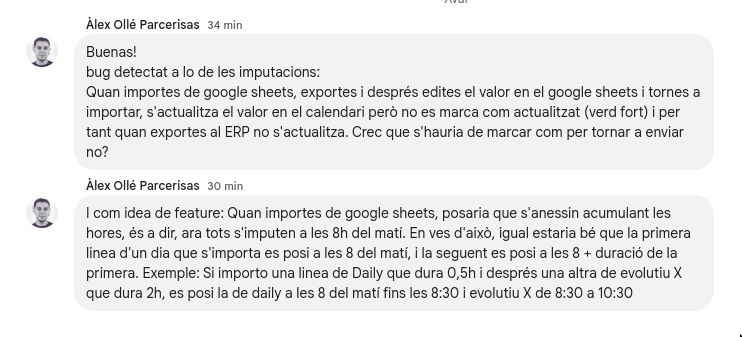 Àlex Ollé Parcerisas 34 min
Buenas!
bug detectat a lo de les imputacions:
Quan importes de google sheets, exportes i després edites el valor en el google sheets i tornes a
importar, s'actualitza el valor en el calendari però no es marca com actualitzat (verd fort) i per
tant quan exportes al ERP no s'actualitza. Crec que s'hauria de marcar com per tornar a enviar
no?
Àlex Ollé Parcerisas 30 min
I com idea de feature: Quan importes de google sheets, posaria que s'anessin acumulant les
hores, és a dir, ara tots s'imputen a les 8h del matí. En ves d'això, igual estaria bé que la primera
linea d'un dia que s'importa es posi a les 8 del matí, i la seguent es posi a les 8 + duració de la
primera. Exemple: Si importo una linea de Daily que dura 0,5h i després una altra de evolutiu X
que dura 2h, es posi la de daily a les 8 del matí fins les 8:30 i evolutiu X de 8:30 a 10:30